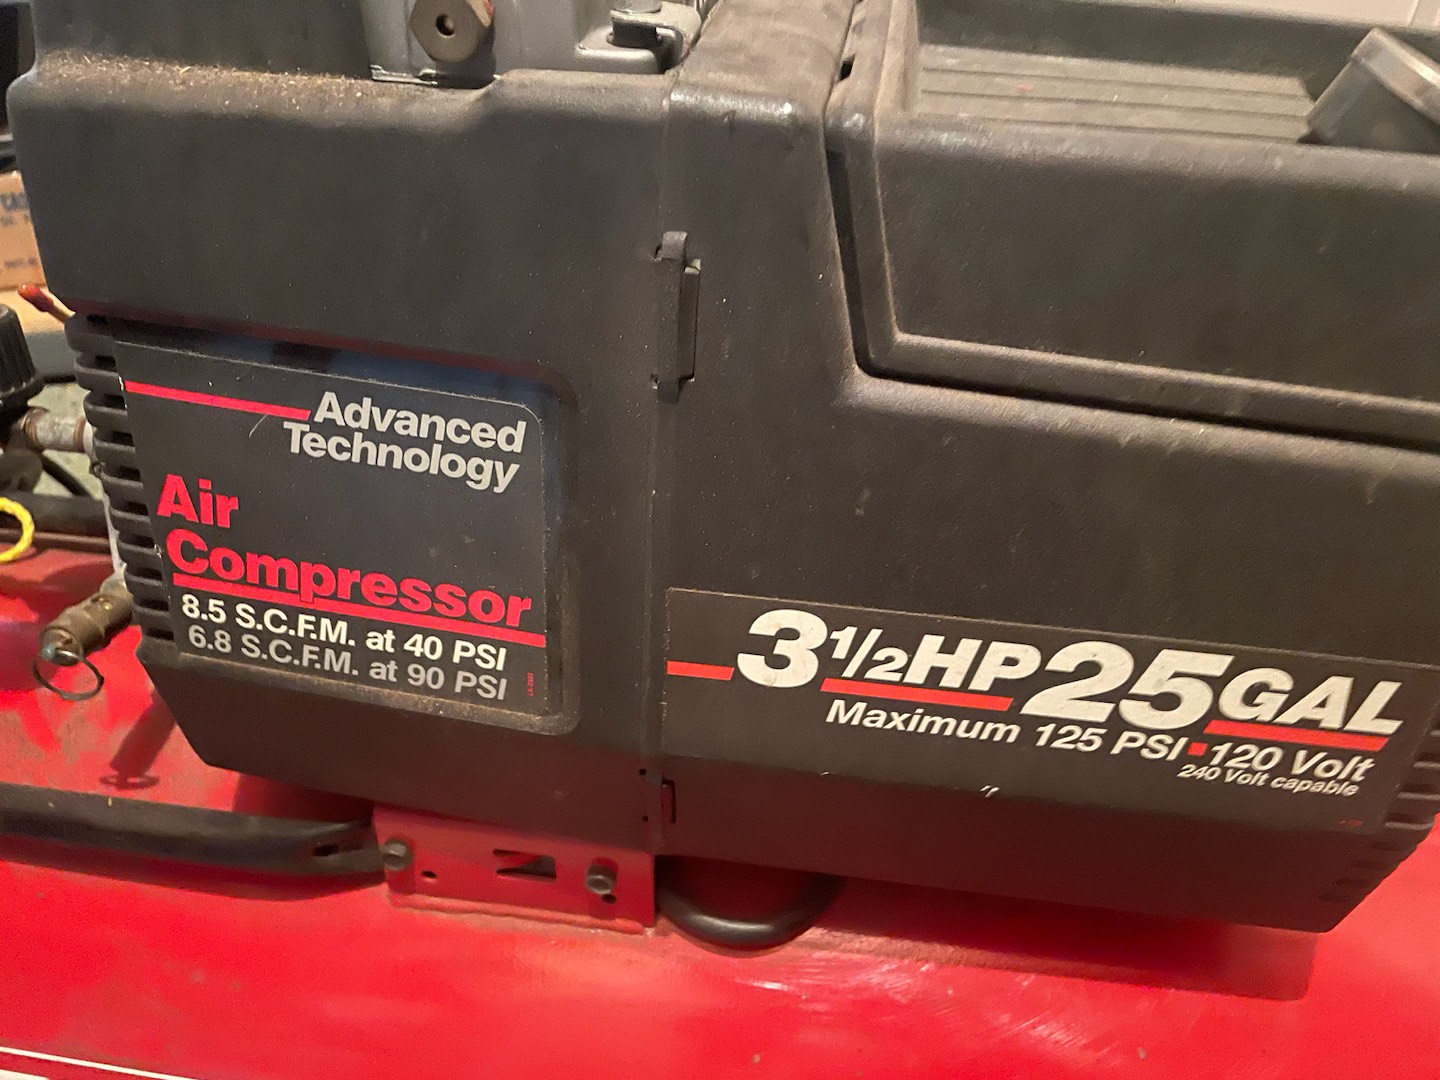 Advanced
Technology
Air
Compressor
8.5 S.C.F.M. at 40 PSI
6.8 S.C.F.M. at 90 PSI
3 1/2 HP 25 GAL
Maximum 125 PSI ▪ 120 Volt
240 Volt capable